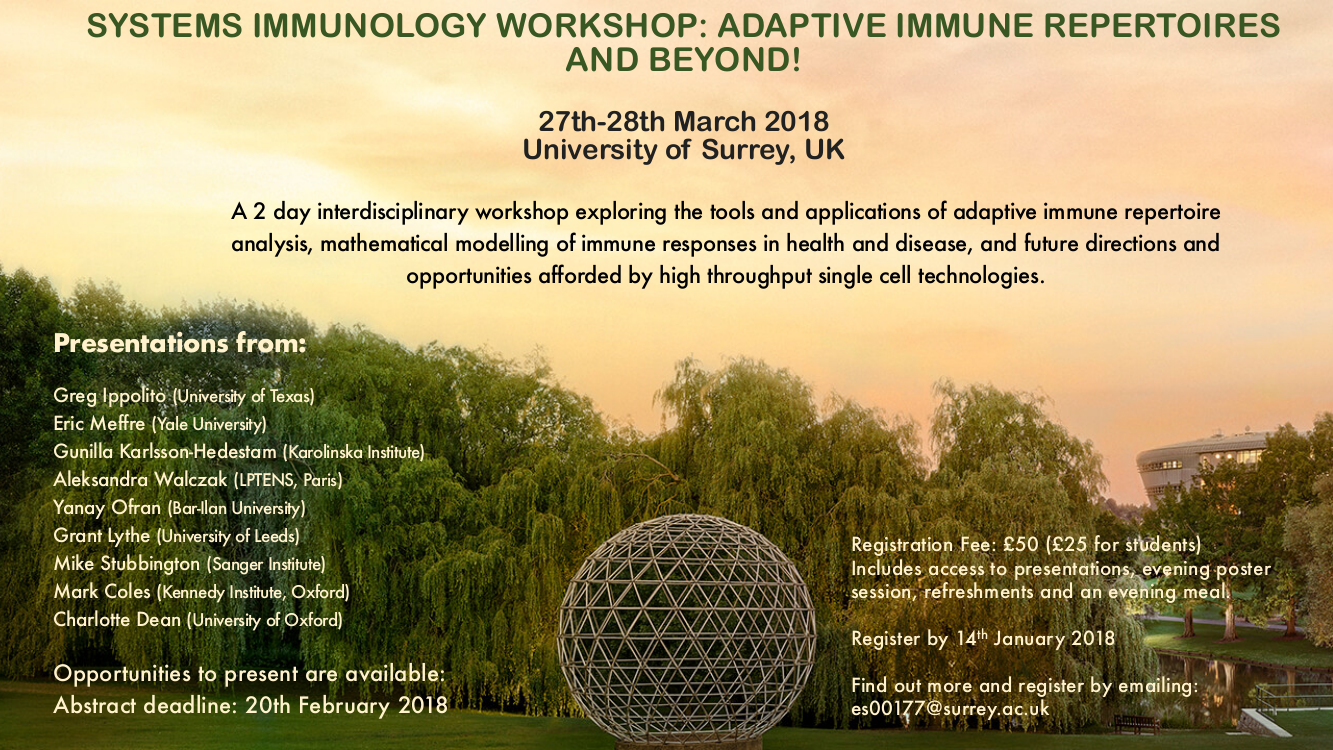 SYSTEMS IMMUNOLOGY WORKSHOP: ADAPTIVE IMMUNE REPERTOIRES
AND BEYOND!
27th-28th March 2018
University of Surrey, UK
A 2 day interdisciplinary workshop exploring the tools and applications of adaptive immune repertoire
analysis, mathematical modelling of immune responses in health and disease, and future directions and
opportunities afforded by high throughput single cell technologies.
Presentations from:
Greg Ippolito (University of Texas)
Eric Meffre (Yale University)
Gunilla Karlsson-Hedestam (Karolinska Institute)
Aleksandra Walczak (LPTENS, Paris)
Yanay Ofran (Bar-Ilan University)
Grant Lythe (University of Leeds)
Mike Stubbington (Sanger Institute)
Mark Coles (Kennedy Institute, Oxford)
Charlotte Dean (University of Oxford)
Opportunities to present are available:
Abstract deadline: 20th February 2018
Registration Fee: £50 (£25 for students)
Includes access to presentations, evening poster
session, refreshments and an evening meal.
Register by 14th January 2018
Find out more and register by emailing:
es00177@surrey.ac.uk